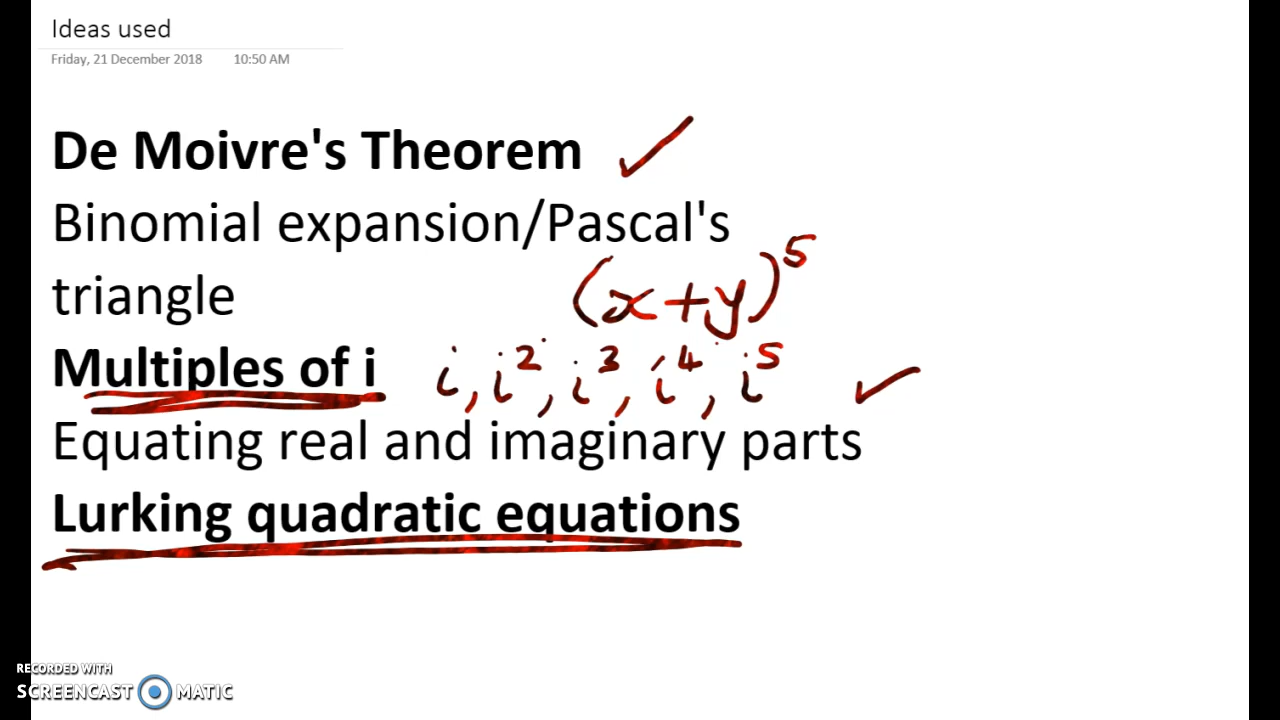 Ideas used
Friday, 21 December 2018 10:50 AM
De Moivre's Theorem ✓
Binomial expansion/Pascal's
triangle (x+y)⁵
Multiples of i i, i², i³, i⁴, i⁵ ✓
Equating real and imaginary parts
Lurking quadratic equations
RECORDED WITH
SCREENCAST MATIC